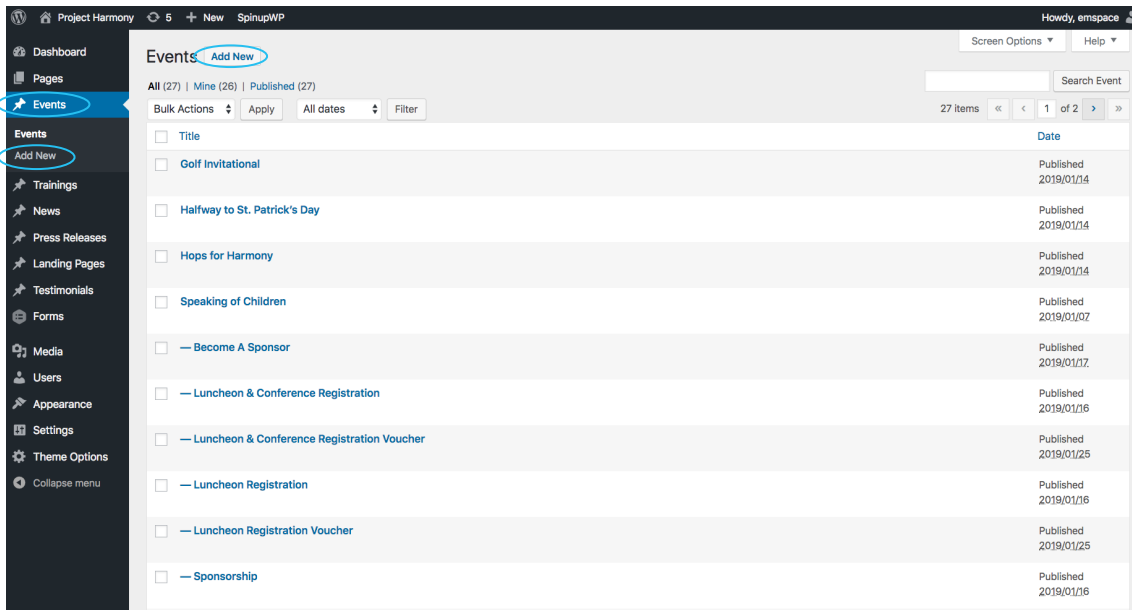 Project Harmony 5 + New SpinupWP Howdy, emspace
Screen Options ▼ Help ▼
Dashboard
Pages
Events
Events
Add New
Trainings
News
Press Releases
Landing Pages
Testimonials
Forms
Media
Users
Appearance
Settings
Theme Options
Collapse menu
Events Add New
All (27) | Mine (26) | Published (27)
Search Event
Bulk Actions Apply All dates Filter
27 items « ‹ 1 of 2 › »
Title Date
Golf Invitational Published
2019/01/14
Halfway to St. Patrick's Day Published
2019/01/14
Hops for Harmony Published
2019/01/14
Speaking of Children Published
2019/01/07
— Become A Sponsor Published
2019/01/17
— Luncheon & Conference Registration Published
2019/01/16
— Luncheon & Conference Registration Voucher Published
2019/01/25
— Luncheon Registration Published
2019/01/16
— Luncheon Registration Voucher Published
2019/01/25
— Sponsorship Published
2019/01/16